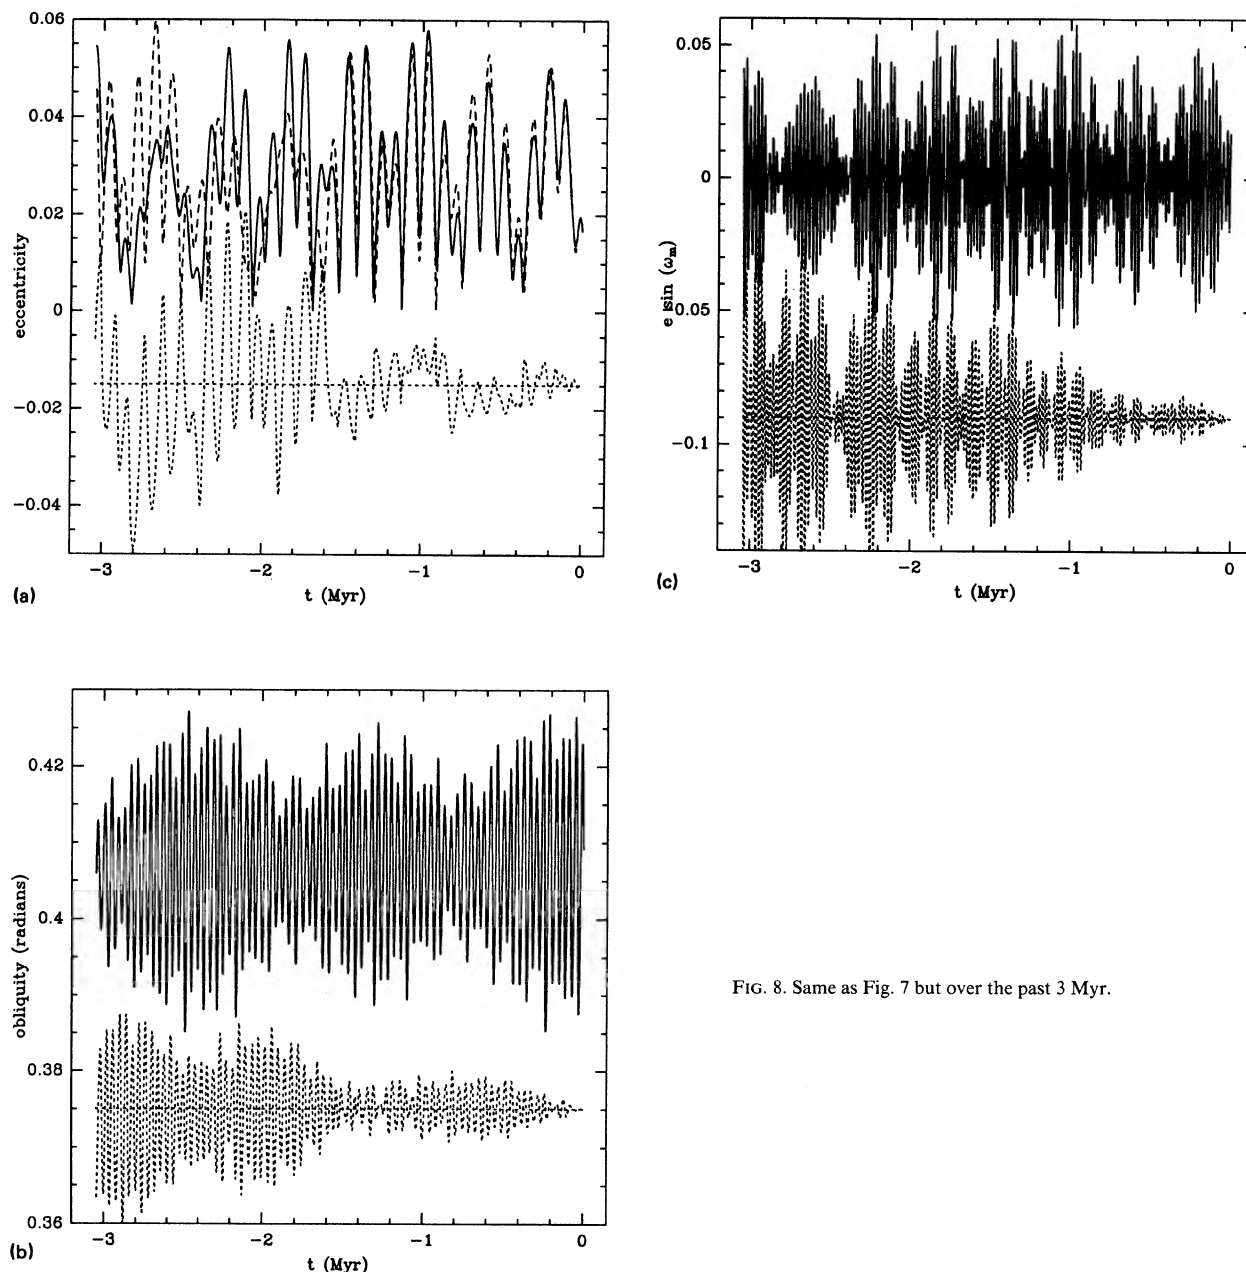 0.06
0.04
0.02
0
−0.02
−0.04
eccentricity
−3
−2
−1
0
t (Myr)
(a)
0.05
0
−0.05
−0.1
e sin (ωm)
−3
−2
−1
0
t (Myr)
(c)
0.42
0.4
0.38
0.36
obliquity (radians)
−3
−2
−1
0
t (Myr)
(b)
FIG. 8. Same as Fig. 7 but over the past 3 Myr.